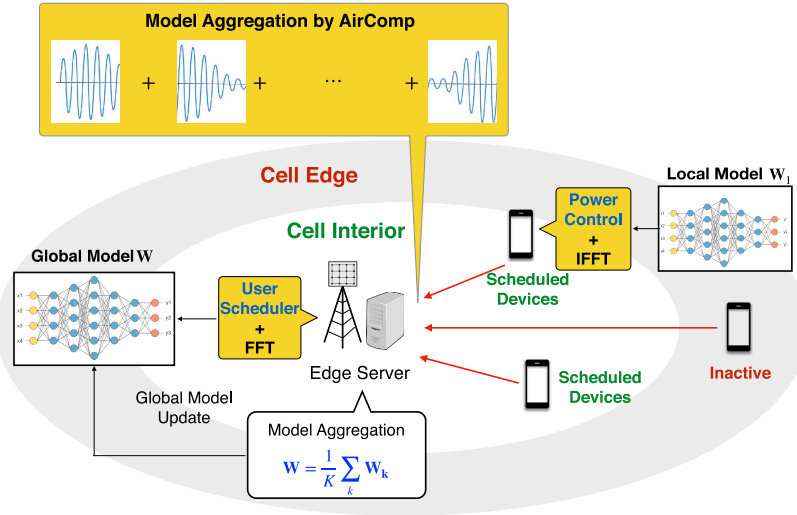 Model Aggregation by AirComp
+ + ... +
Cell Edge
Cell Interior
Local Model W₁
Power
Control
+
IFFT
Global Model W
x1
x2
x3
x4
y1
y2
y3
User
Scheduler
+
FFT
Scheduled
Devices
Edge Server
Inactive
Scheduled
Devices
Global Model
Update
Model Aggregation
W = 1/K ∑ₖ Wₖ